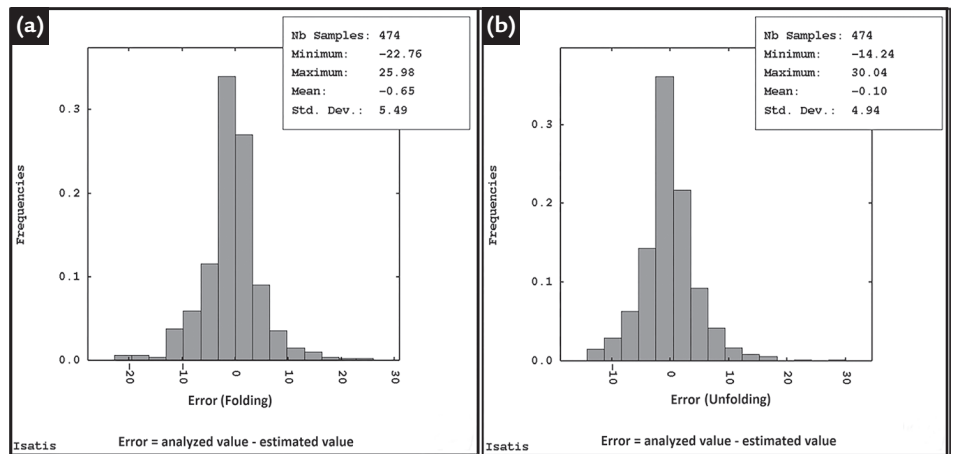 (a)
Nb Samples: 474
Minimum: -22.76
Maximum: 25.98
Mean: -0.65
Std. Dev.: 5.49
Frequencies
0.3
0.2
0.1
0.0
-20
-10
0
10
20
30
Error (Folding)
Isatis
Error = analyzed value - estimated value
(b)
Nb Samples: 474
Minimum: -14.24
Maximum: 30.04
Mean: -0.10
Std. Dev.: 4.94
Frequencies
0.3
0.2
0.1
0.0
-10
0
10
20
30
Error (Unfolding)
Isatis
Error = analyzed value - estimated value